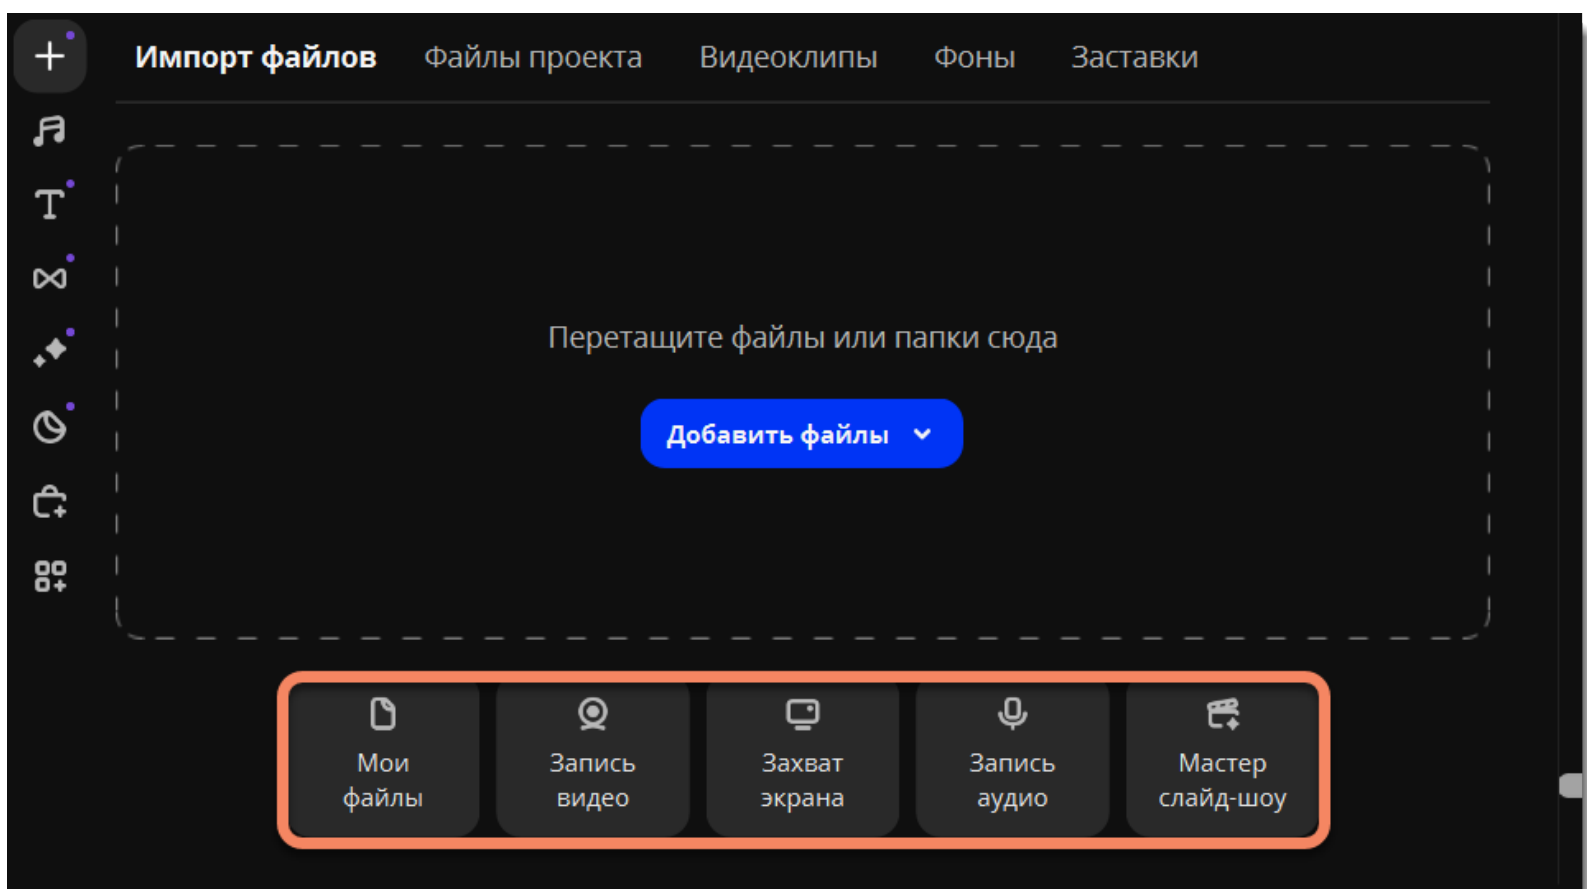 Импорт файлов Файлы проекта Видеоклипы Фоны Заставки
Перетащите файлы или папки сюда
Добавить файлы
Мои файлы
Запись видео
Захват экрана
Запись аудио
Мастер слайд-шоу